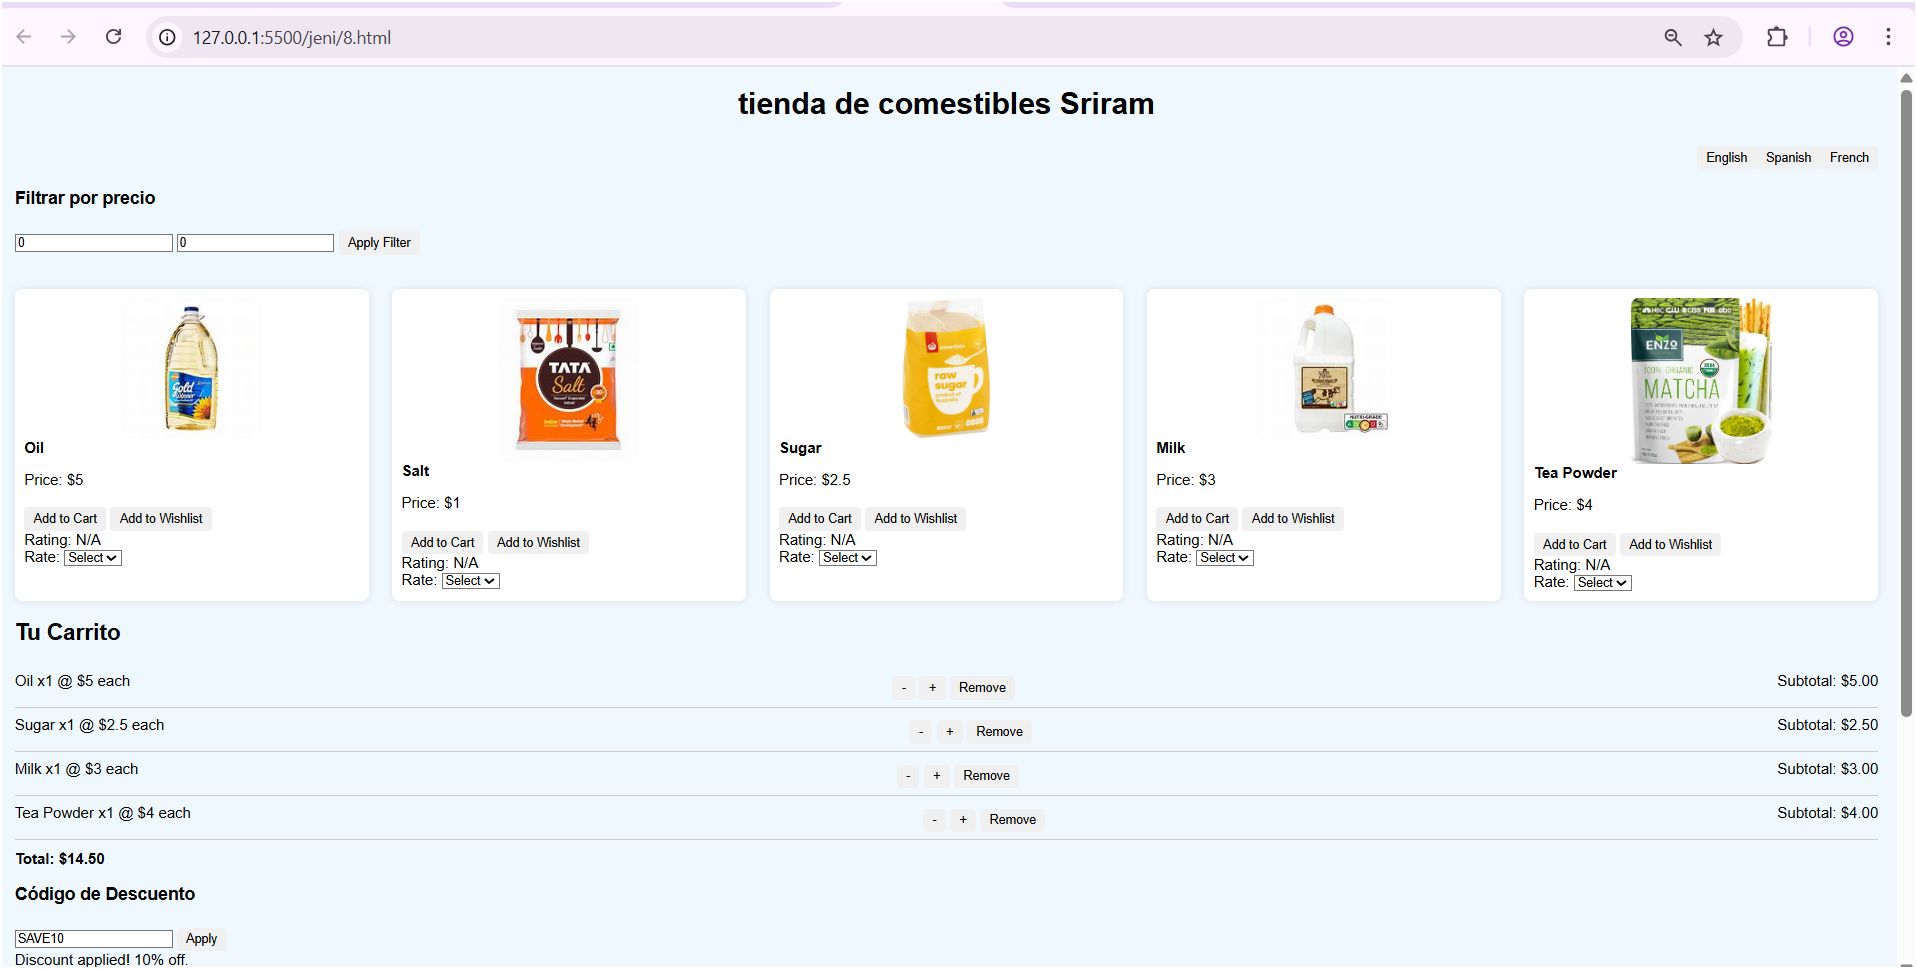 127.0.0.1:5500/jeni/8.html
tienda de comestibles Sriram
English Spanish French
Filtrar por precio
0 0 Apply Filter
Gold Winner
TATA
Salt
raw sugar
product of Australia
NUTRI-GRADE
ENZO
100% ORGANIC
MATCHA
Oil
Price: $5
Add to Cart Add to Wishlist
Rating: N/A
Rate: Select
Salt
Price: $1
Add to Cart Add to Wishlist
Rating: N/A
Rate: Select
Sugar
Price: $2.5
Add to Cart Add to Wishlist
Rating: N/A
Rate: Select
Milk
Price: $3
Add to Cart Add to Wishlist
Rating: N/A
Rate: Select
Tea Powder
Price: $4
Add to Cart Add to Wishlist
Rating: N/A
Rate: Select
Tu Carrito
Oil x1 @ $5 each - + Remove Subtotal: $5.00
Sugar x1 @ $2.5 each - + Remove Subtotal: $2.50
Milk x1 @ $3 each - + Remove Subtotal: $3.00
Tea Powder x1 @ $4 each - + Remove Subtotal: $4.00
Total: $14.50
Código de Descuento
SAVE10 Apply
Discount applied! 10% off.